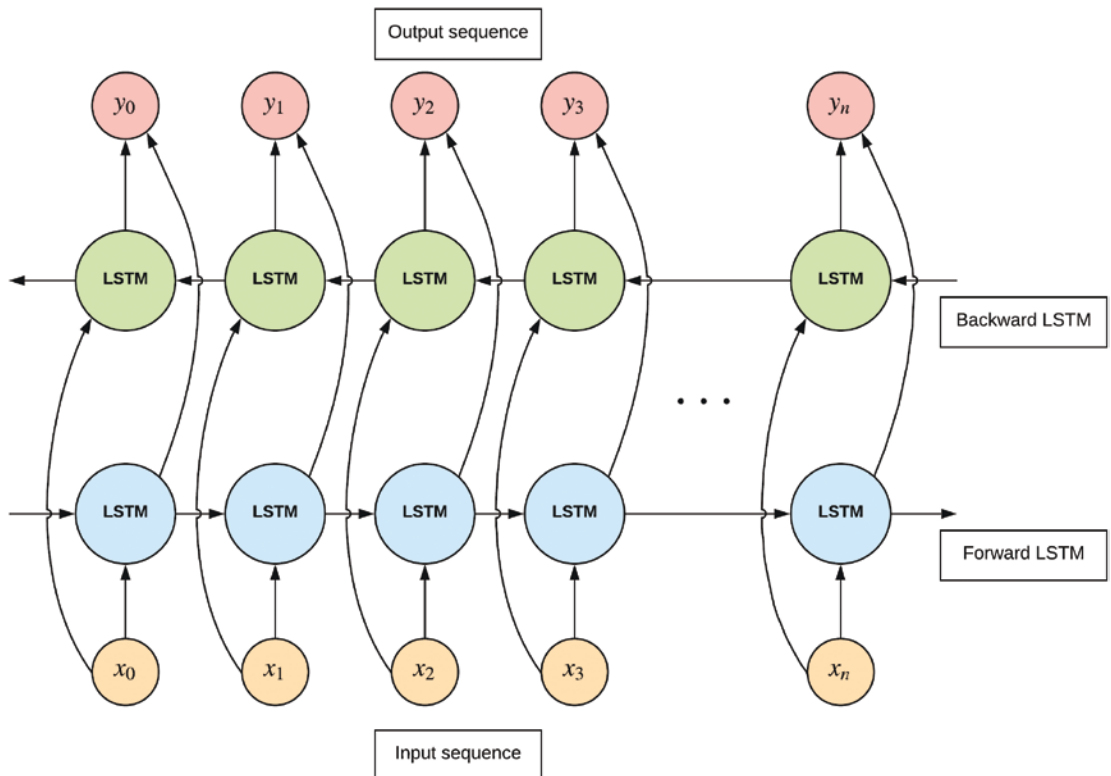 Output sequence
y₀ y₁ y₂ y₃ yₙ
LSTM LSTM LSTM LSTM LSTM
Backward LSTM
. . .
LSTM LSTM LSTM LSTM LSTM
Forward LSTM
x₀ x₁ x₂ x₃ xₙ
Input sequence